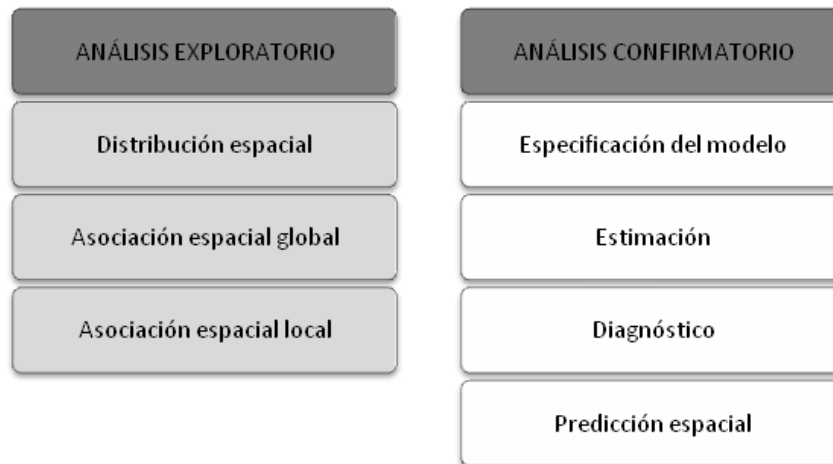 ANÁLISIS EXPLORATORIO
Distribución espacial
Asociación espacial global
Asociación espacial local
ANÁLISIS CONFIRMATORIO
Especificación del modelo
Estimación
Diagnóstico
Predicción espacial